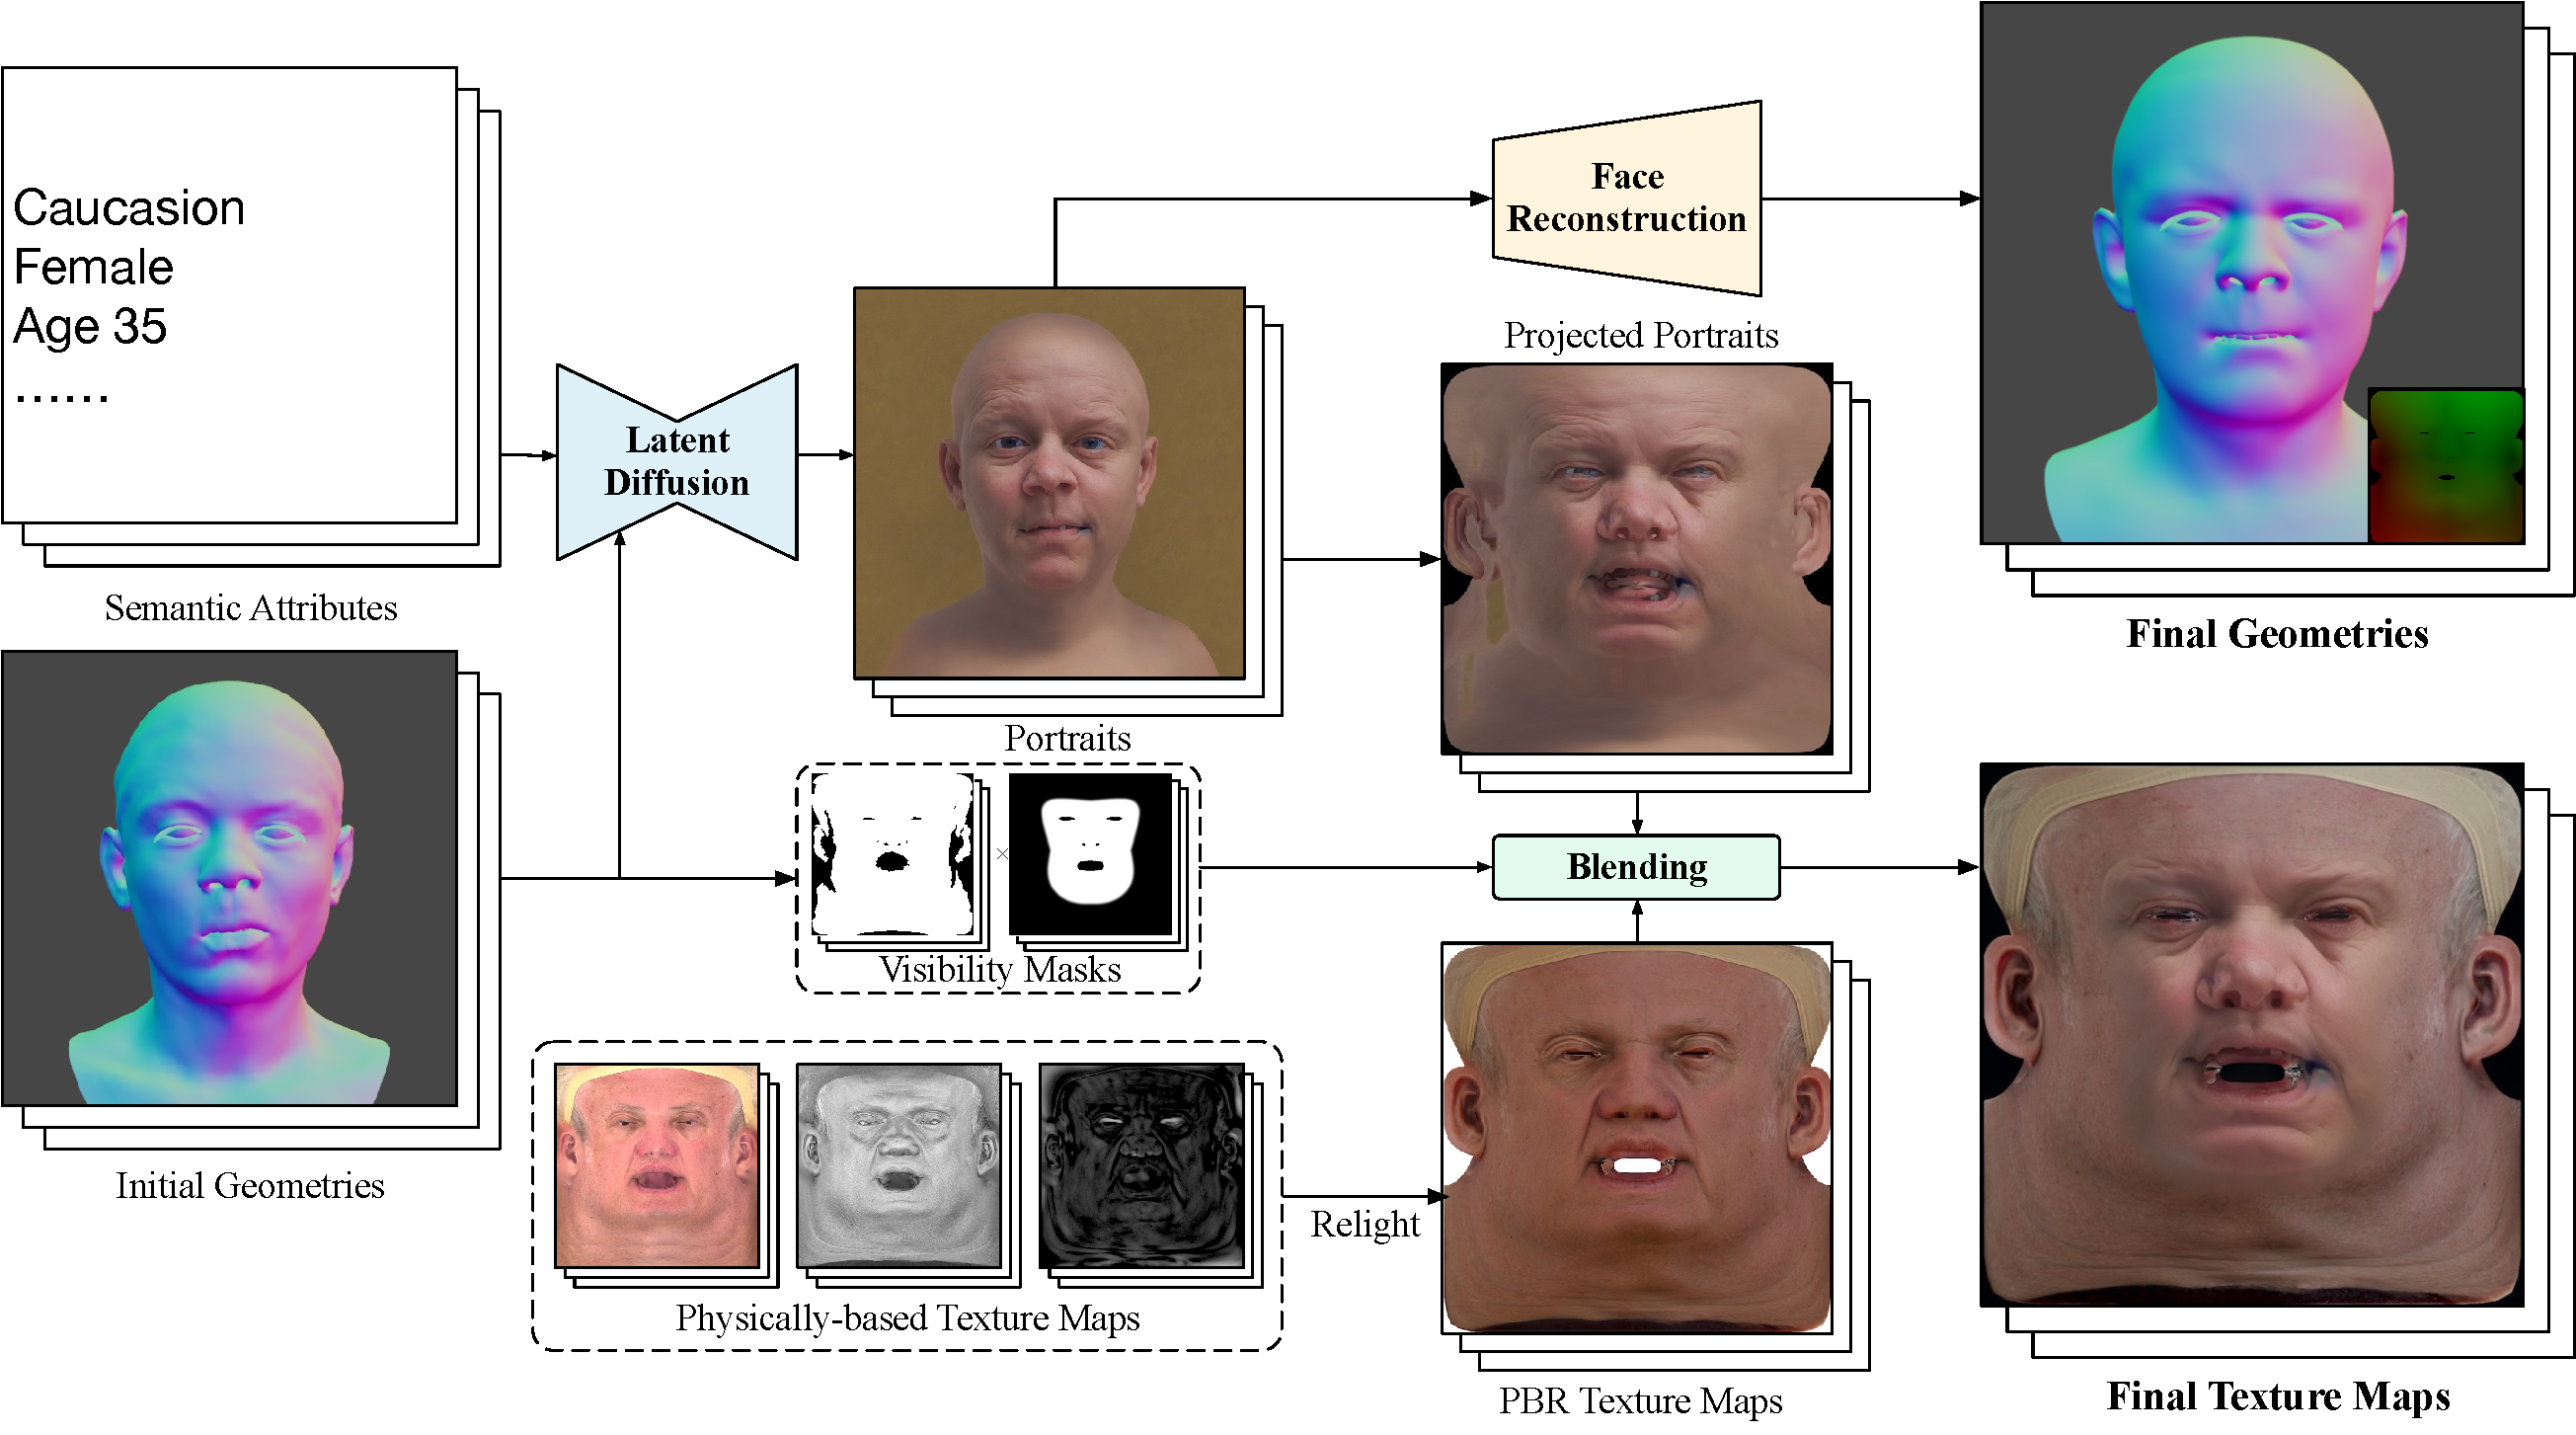 Caucasion
Female
Age 35
......
Semantic Attributes
Initial Geometries
Latent
Diffusion
Portraits
Visibility Masks
×
Physically-based Texture Maps
Relight
Face
Reconstruction
Projected Portraits
Blending
PBR Texture Maps
Final Geometries
Final Texture Maps